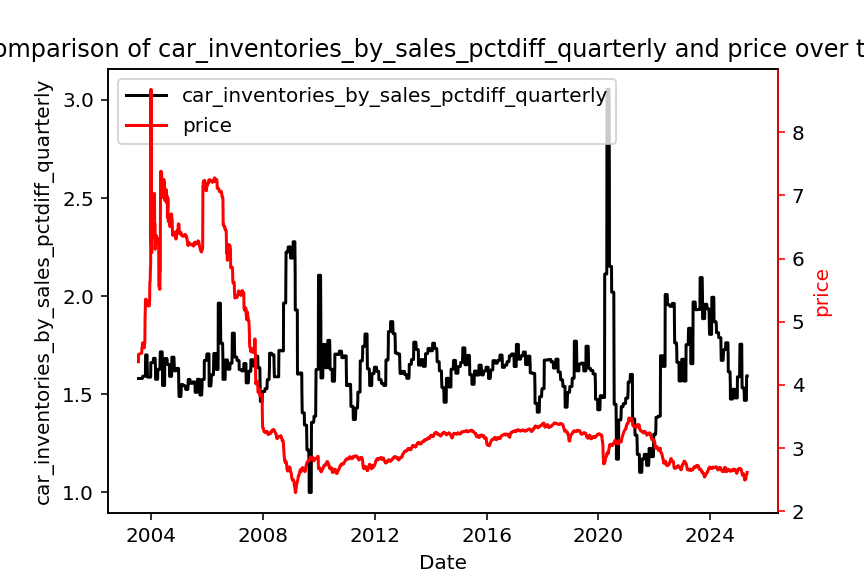 omparison of car_inventories_by_sales_pctdiff_quarterly and price over t
car_inventories_by_sales_pctdiff_quarterly
price
car_inventories_by_sales_pctdiff_quarterly
3.0
2.5
2.0
1.5
1.0
8
7
6
5
4
3
2
price
2004 2008 2012 2016 2020 2024
Date